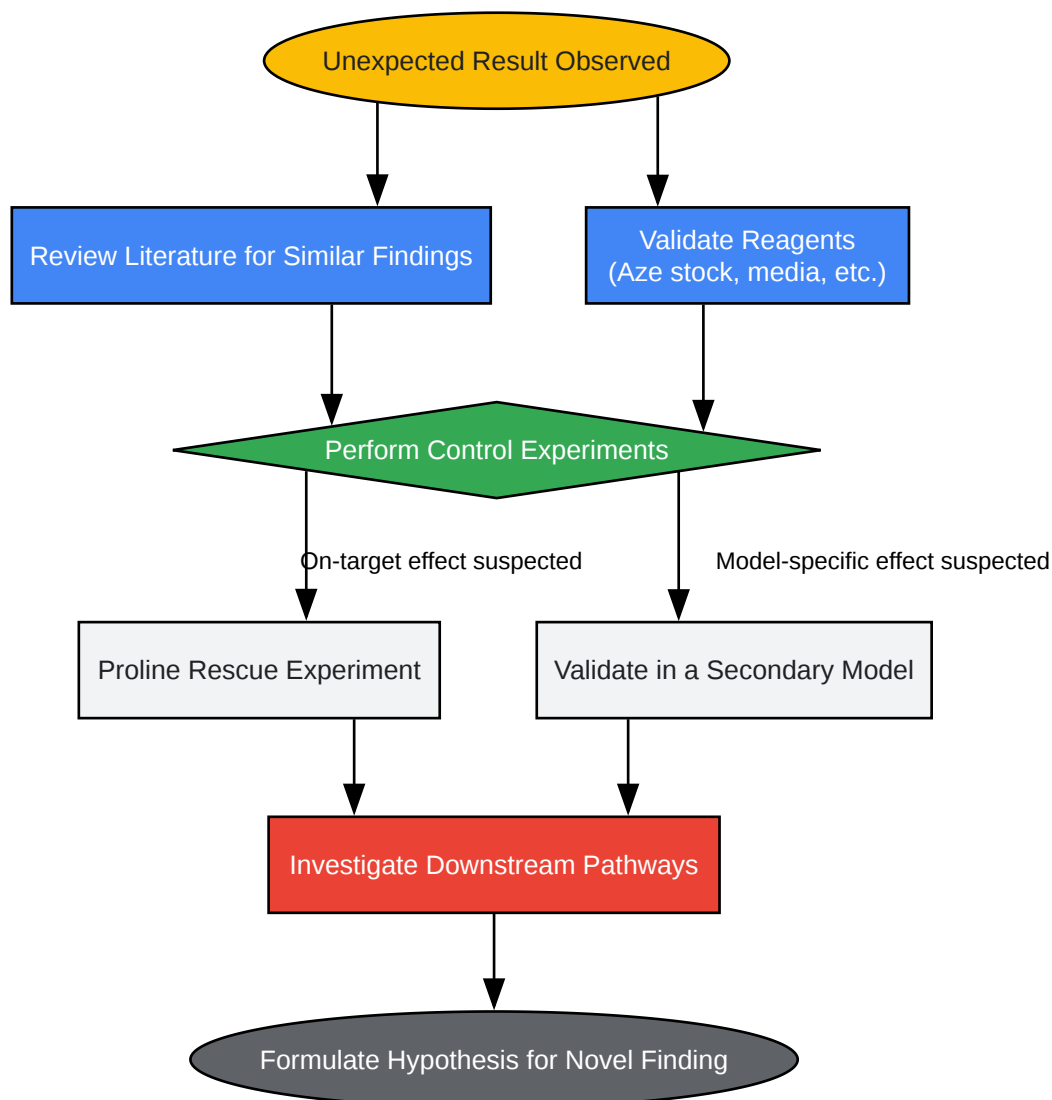 Unexpected Result Observed
Review Literature for Similar Findings
Validate Reagents
(Aze stock, media, etc.)
Perform Control Experiments
On-target effect suspected
Model-specific effect suspected
Proline Rescue Experiment
Validate in a Secondary Model
Investigate Downstream Pathways
Formulate Hypothesis for Novel Finding